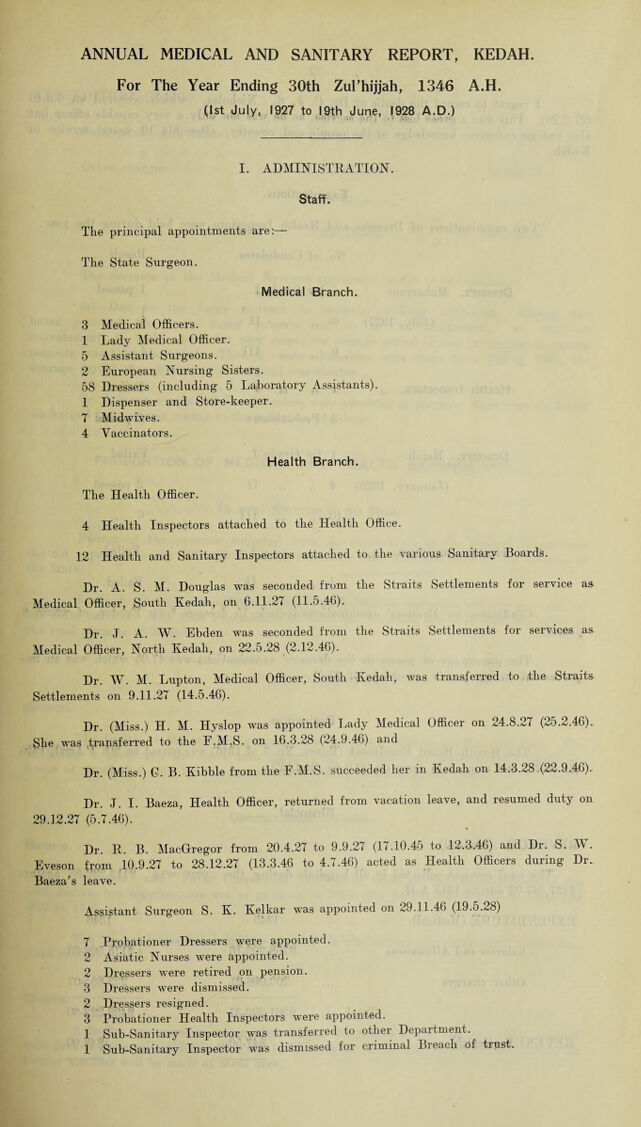 ANNUAL MEDICAL AND SANITARY REPORT, KEDAH.
For The Year Ending 30th Zul'hijjah, 1346 A.H.
(1st July, 1927 to 19th June, 1928 A.D.)
I. ADMINISTRATION.
Staff.
The principal appointments are:—
The State Surgeon.
Medical Branch.
3 Medical Officers.
1 Lady Medical Officer.
5 Assistant Surgeons.
2 European Nursing Sisters.
58 Dressers (including 5 Laboratory Assistants).
1 Dispenser and Store-keeper.
7 Midwives.
4 Vaccinators.
Health Branch.
The Health Officer.
4 Health Inspectors attached to the Health Office.
12 Health and Sanitary Inspectors attached to the various Sanitary Boards.
Dr. A. S. M. Douglas was seconded from the Straits Settlements for service as
Medical Officer, South Kedah, on 6.11.27 (11.5.46).
Dr. J. A. W. Ebden was seconded from the Straits Settlements for services as
Medical Officer, North Kedah, on 22.5.28 (2.12.46).
Dr. W. M. Lupton, Medical Officer, South Kedah, was transferred to the Straits
Settlements on 9.11.27 (14.5.46).
Dr. (Miss.) H. M. Hyslop was appointed Lady Medical Officer on 24.8.27 (25.2.46).
She was transferred to the F.M.S. on 16.3.28 (24.9.46) and
Dr. (Miss.) G. B. Kibble from the F.M.S. succeeded her in Kedah on 14.3.28 (22.9.46).
Dr. J. I. Baeza, Health Officer, returned from vacation leave, and resumed duty on
29.12.27 (5.7.46).
Dr. R. B. MacGregor from 20.4.27 to 9.9.27 (17.10.45 to 12.3.46) and Dr. S. W.
Eveson from 10.9.27 to 28.12.27 (13.3.46 to 4.7.46) acted as Health Officers during Dr.
Baeza's leave.
Assistant Surgeon S. K. Kelkar was appointed on 29.11.46 (19.5.28)
7 Probationer Dressers were appointed.
2 Asiatic Nurses were appointed.
2 Dressers were retired on pension.
3 Dressers were dismissed.
2 Dressers resigned.
3 Probationer Health Inspectors were appointed.
1 Sub-Sanitary Inspector was transferred to other Department.
1 Sub-Sanitary Inspector was dismissed for criminal Breach of trust.